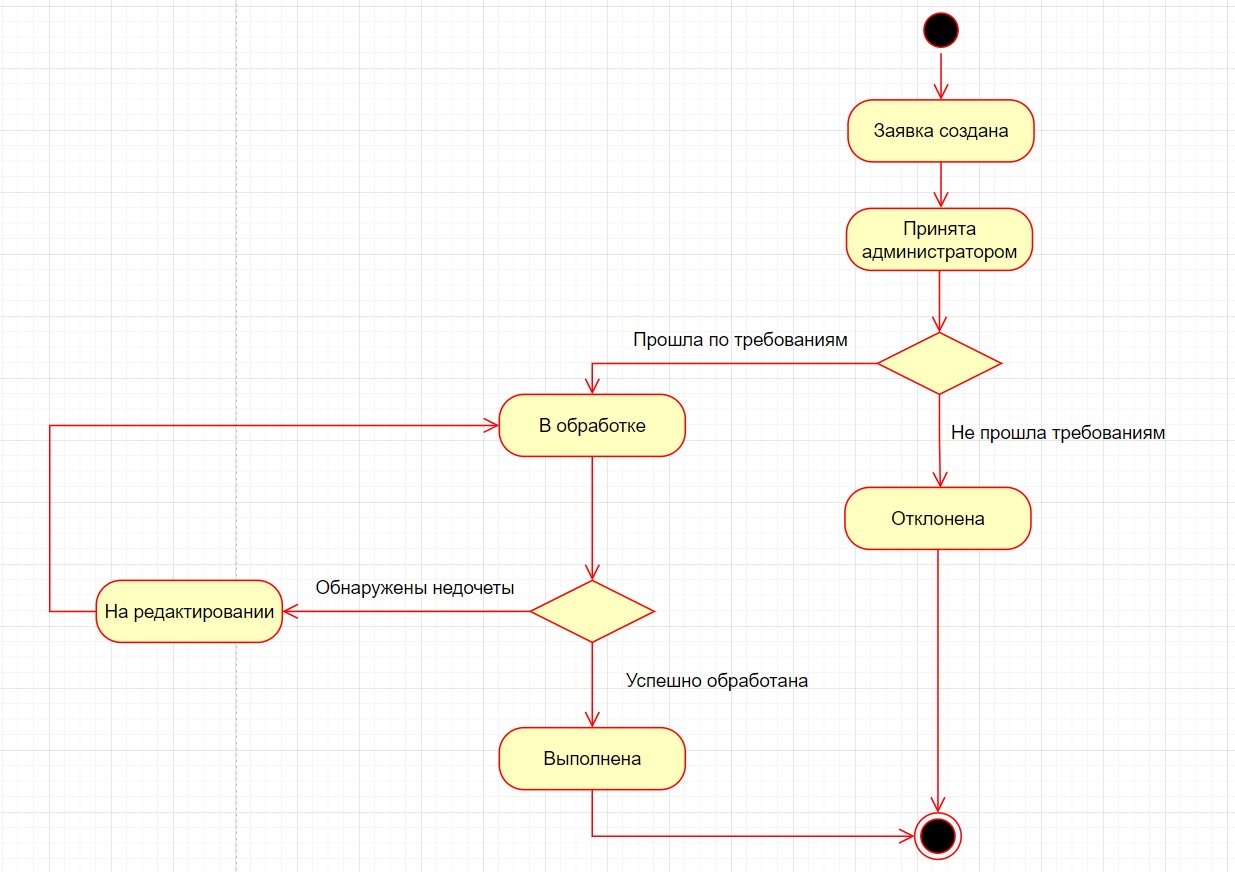 Заявка создана
Принята
администратором
Прошла по требованиям
В обработке
Не прошла требованиям
Отклонена
Обнаружены недочеты
На редактировании
Успешно обработана
Выполнена